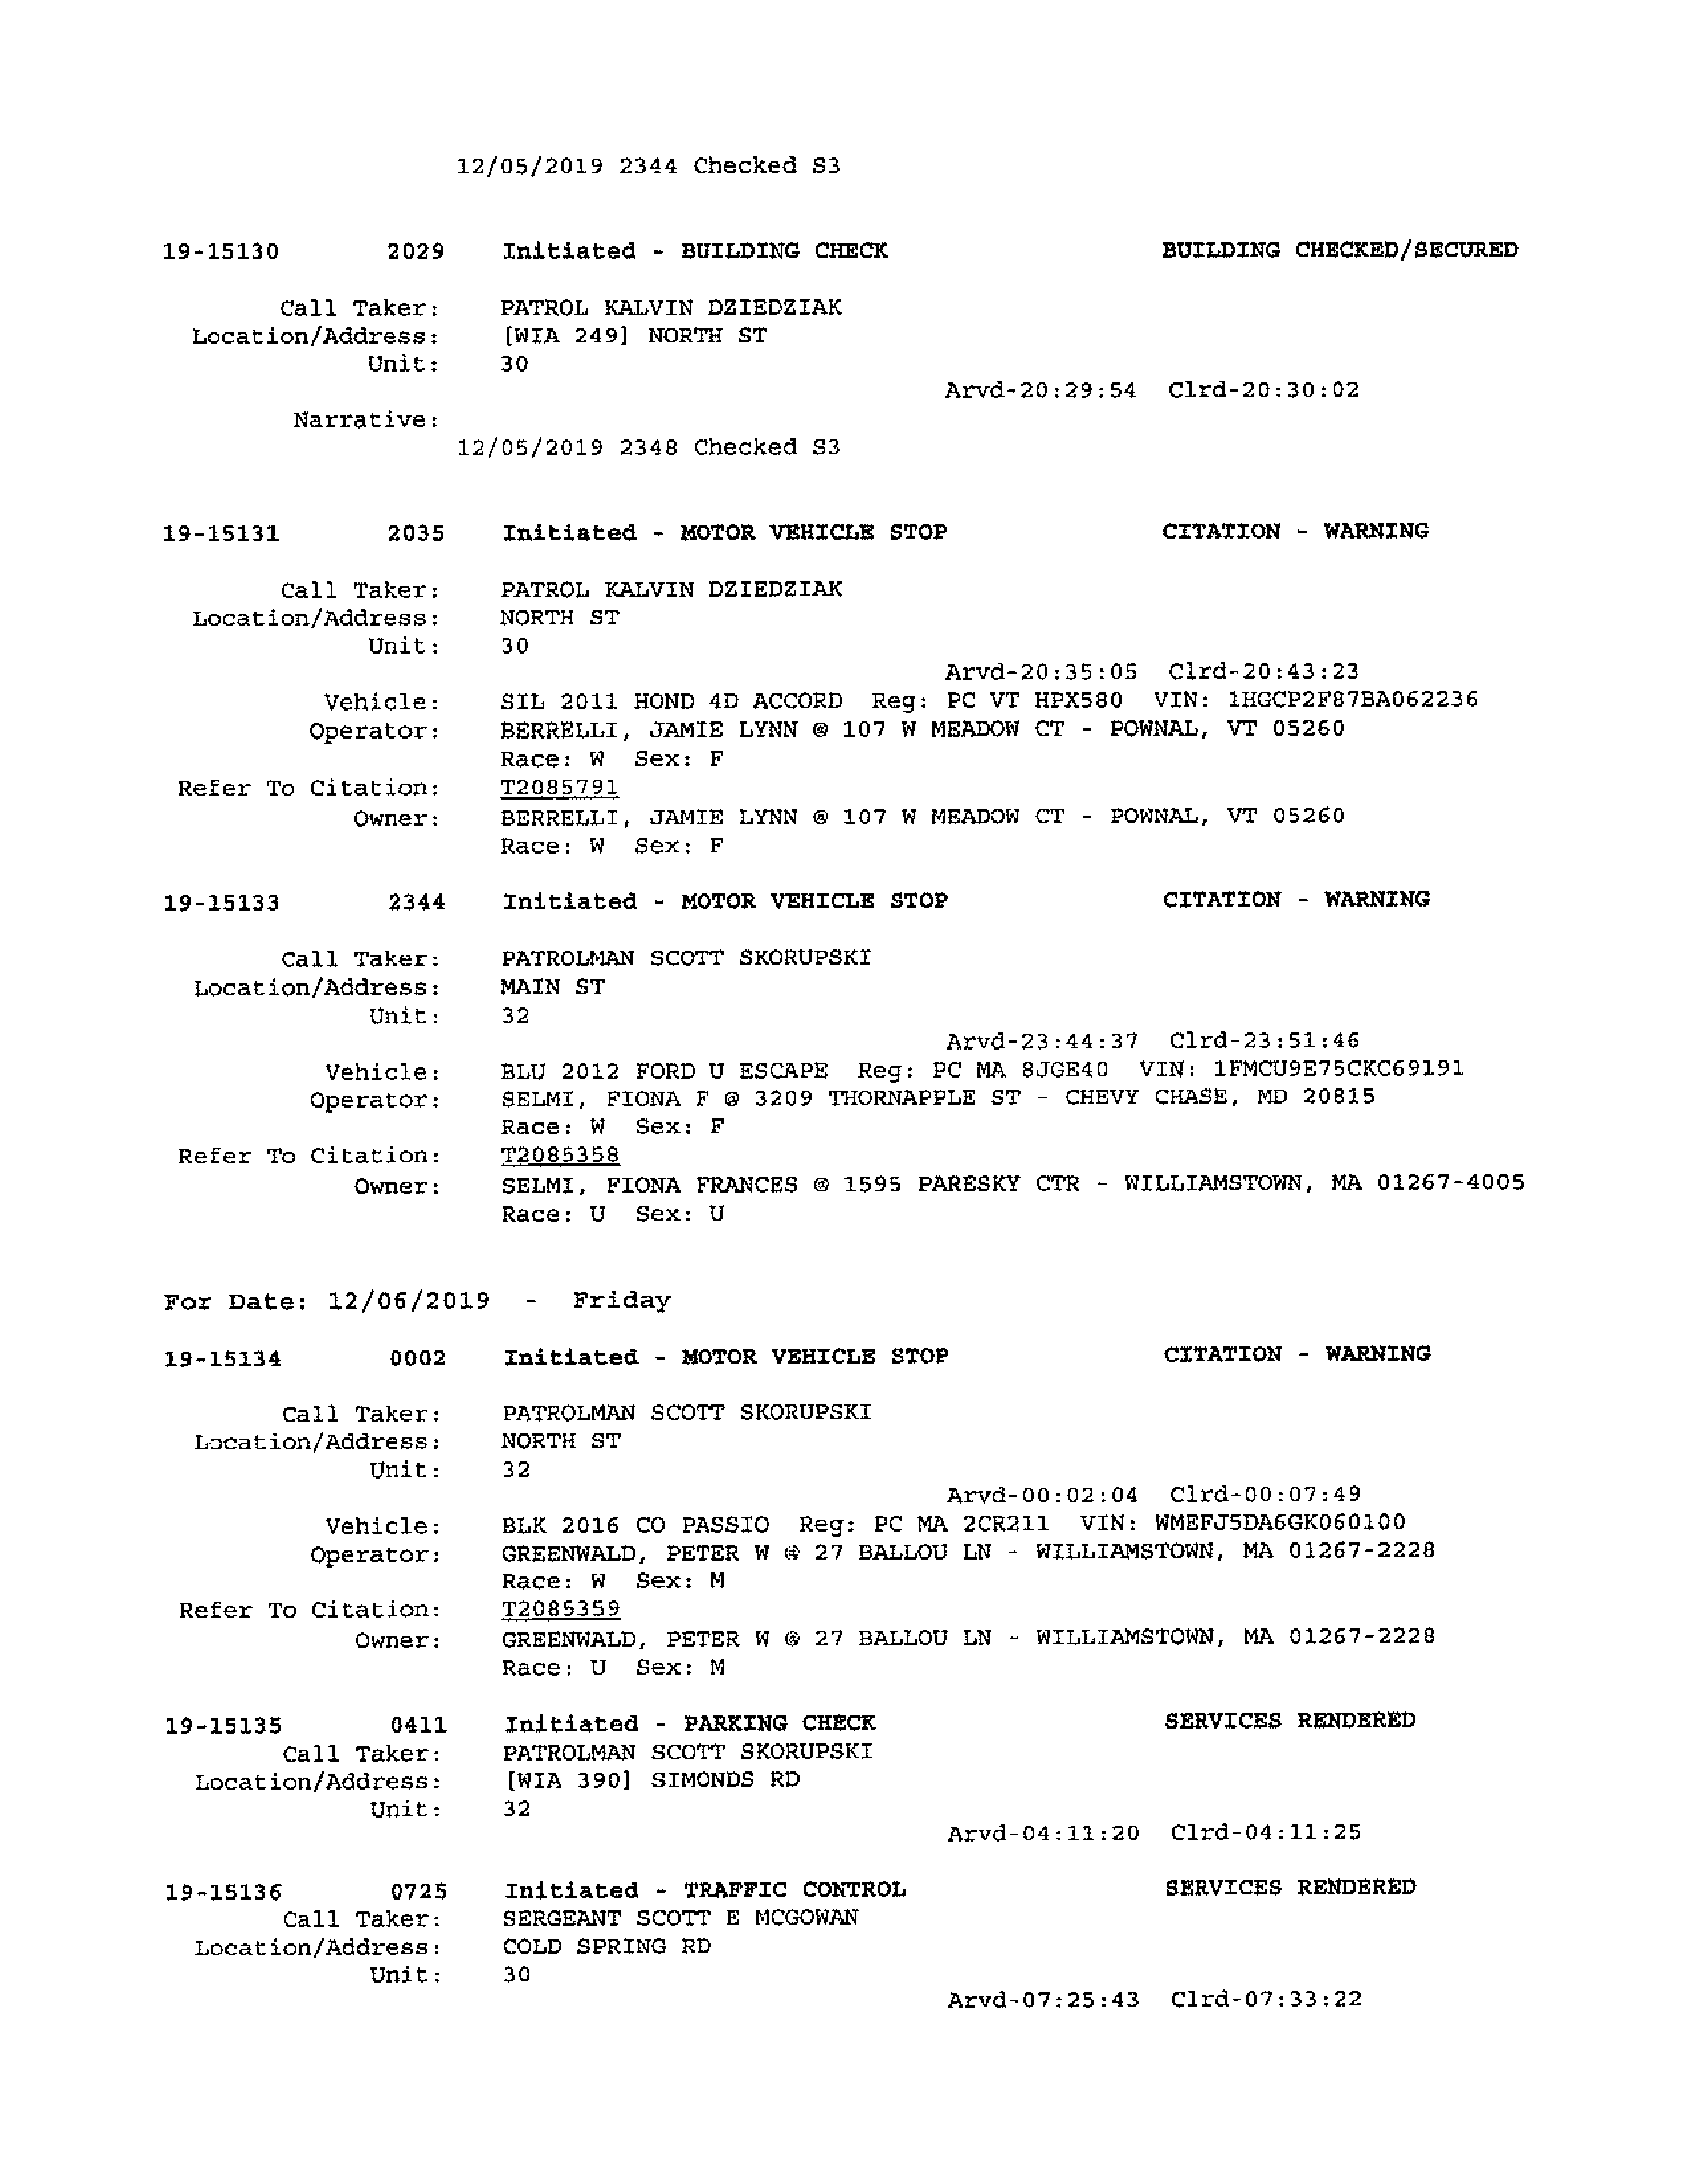 12/05/2019 2344 Checked S3
19-15130 2029 Initiated - BUILDING CHECK BUILDING CHECKED/SECURED
Call Taker: PATROL KALVIN DZIEDZIAK
Location/Address: [WIA 249] NORTH ST
Unit: 30
Arvd-20:29:54 Clrd-20:30:02
Narrative:
12/05/2019 2348 Checked S3
19-15131 2035 Initiated - MOTOR VEHICLE STOP CITATION - WARNING
Call Taker: PATROL KALVIN DZIEDZIAK
Location/Address: NORTH ST
Unit: 30
Arvd-20:35:05 Clrd-20:43:23
Vehicle: SIL 2011 HOND 4D ACCORD Reg: PC VT HPX580 VIN: 1HGCP2F87BA062236
Operator: BERRELLI, JAMIE LYNN @ 107 W MEADOW CT - POWNAL, VT 05260
Race: W Sex: F
Refer To Citation: T2085791
Owner: BERRELLI, JAMIE LYNN @ 107 W MEADOW CT - POWNAL, VT 05260
Race: W Sex: F
19-15133 2344 Initiated - MOTOR VEHICLE STOP CITATION - WARNING
Call Taker: PATROLMAN SCOTT SKORUPSKI
Location/Address: MAIN ST
Unit: 32
Arvd-23:44:37 Clrd-23:51:46
Vehicle: BLU 2012 FORD U ESCAPE Reg: PC MA 8JGE40 VIN: 1FMCU9E75CKC69191
Operator: SELMI, FIONA F @ 3209 THORNAPPLE ST - CHEVY CHASE, MD 20815
Race: W Sex: F
Refer To Citation: T2085358
Owner: SELMI, FIONA FRANCES @ 1595 PARESKY CTR - WILLIAMSTOWN, MA 01267-4005
Race: U Sex: U
For Date: 12/06/2019 - Friday
19-15134 0002 Initiated - MOTOR VEHICLE STOP CITATION - WARNING
Call Taker: PATROLMAN SCOTT SKORUPSKI
Location/Address: NORTH ST
Unit: 32
Arvd-00:02:04 Clrd-00:07:49
Vehicle: BLK 2016 CO PASSIO Reg: PC MA 2CR211 VIN: WMEFJ5DA6GK060100
Operator: GREENWALD, PETER W @ 27 BALLOU LN - WILLIAMSTOWN, MA 01267-2228
Race: W Sex: M
Refer To Citation: T2085359
Owner: GREENWALD, PETER W @ 27 BALLOU LN - WILLIAMSTOWN, MA 01267-2228
Race: U Sex: M
19-15135 0411 Initiated - PARKING CHECK SERVICES RENDERED
Call Taker: PATROLMAN SCOTT SKORUPSKI
Location/Address: [WIA 390] SIMONDS RD
Unit: 32
Arvd-04:11:20 Clrd-04:11:25
19-15136 0725 Initiated - TRAFFIC CONTROL SERVICES RENDERED
Call Taker: SERGEANT SCOTT E MCGOWAN
Location/Address: COLD SPRING RD
Unit: 30
Arvd-07:25:43 Clrd-07:33:22